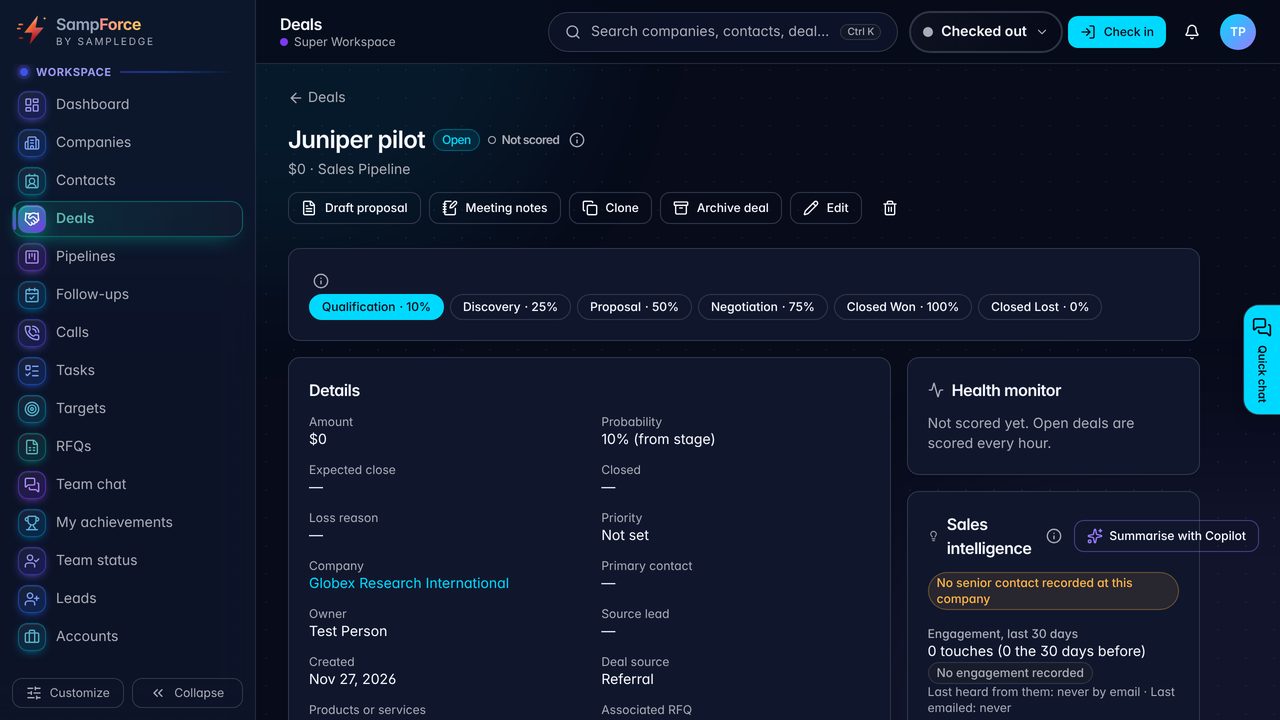 SampForce
BY SAMPLEDGE
WORKSPACE
Dashboard
Companies
Contacts
Deals
Pipelines
Follow-ups
Calls
Tasks
Targets
RFQs
Team chat
My achievements
Team status
Leads
Accounts
Customize
Collapse
Deals
Super Workspace
Search companies, contacts, deal...
Ctrl K
Checked out
Check in
TP
Deals
Juniper pilot
Open
Not scored
$0 · Sales Pipeline
Draft proposal
Meeting notes
Clone
Archive deal
Edit
Qualification · 10%
Discovery · 25%
Proposal · 50%
Negotiation · 75%
Closed Won · 100%
Closed Lost · 0%
Details
Amount
$0
Probability
10% (from stage)
Expected close
—
Closed
—
Loss reason
—
Priority
Not set
Company
Globex Research International
Primary contact
—
Owner
Test Person
Source lead
—
Created
Nov 27, 2026
Deal source
Referral
Products or services
Associated RFQ
Health monitor
Not scored yet. Open deals are
scored every hour.
Sales
intelligence
Summarise with Copilot
No senior contact recorded at this
company
Engagement, last 30 days
0 touches (0 the 30 days before)
No engagement recorded
Last heard from them: never by email · Last
emailed: never
Quick chat